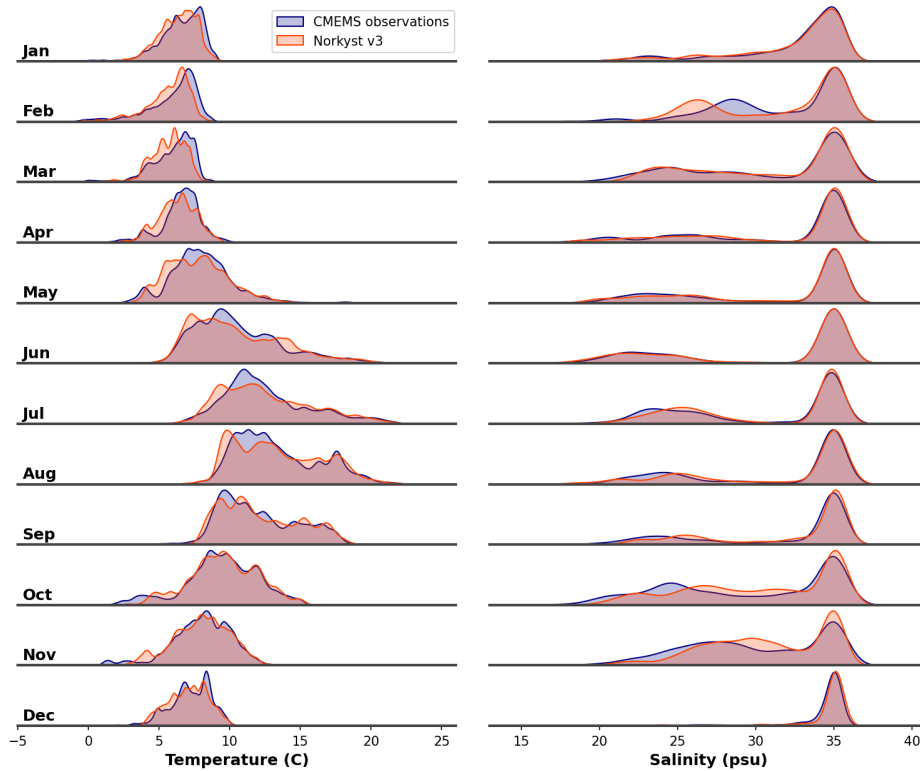 CMEMS observations
Norkyst v3
Jan
Feb
Mar
Apr
May
Jun
Jul
Aug
Sep
Oct
Nov
Dec
−5 0 5 10 15 20 25
15 20 25 30 35 40
Temperature (C)
Salinity (psu)